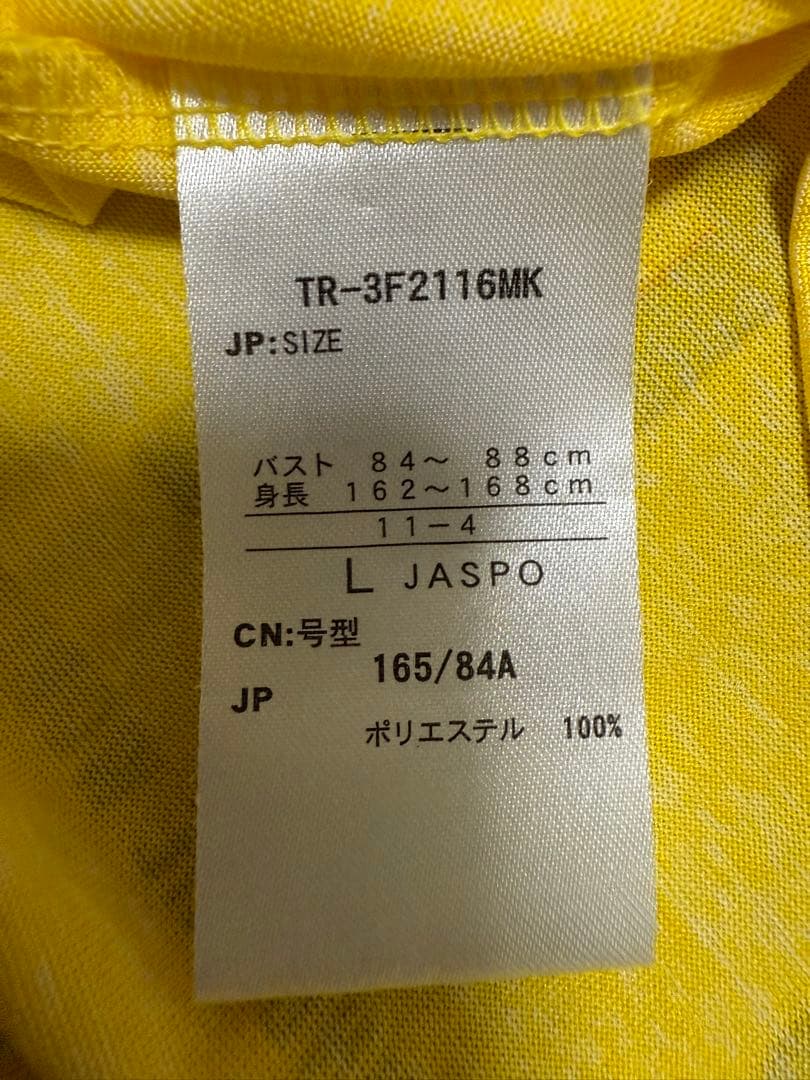 TR-3F2116MK
JP:SIZE
バスト 84～ 88cm
身長 162～168cm
11-4
L JASPO
CN:号型
165/84A
JP
ポリエステル 100%